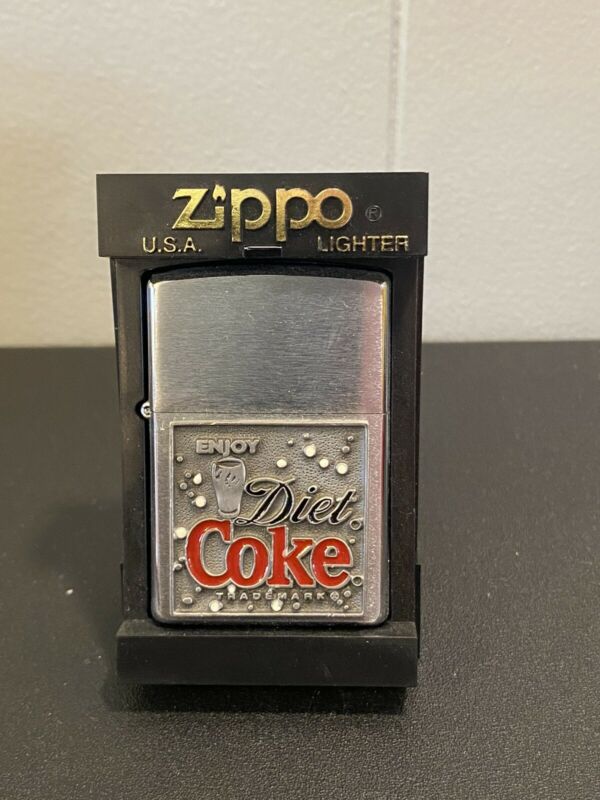 Zippo ®
U.S.A. LIGHTER
ENJOY
Diet
Coke
TRADEMARK ®